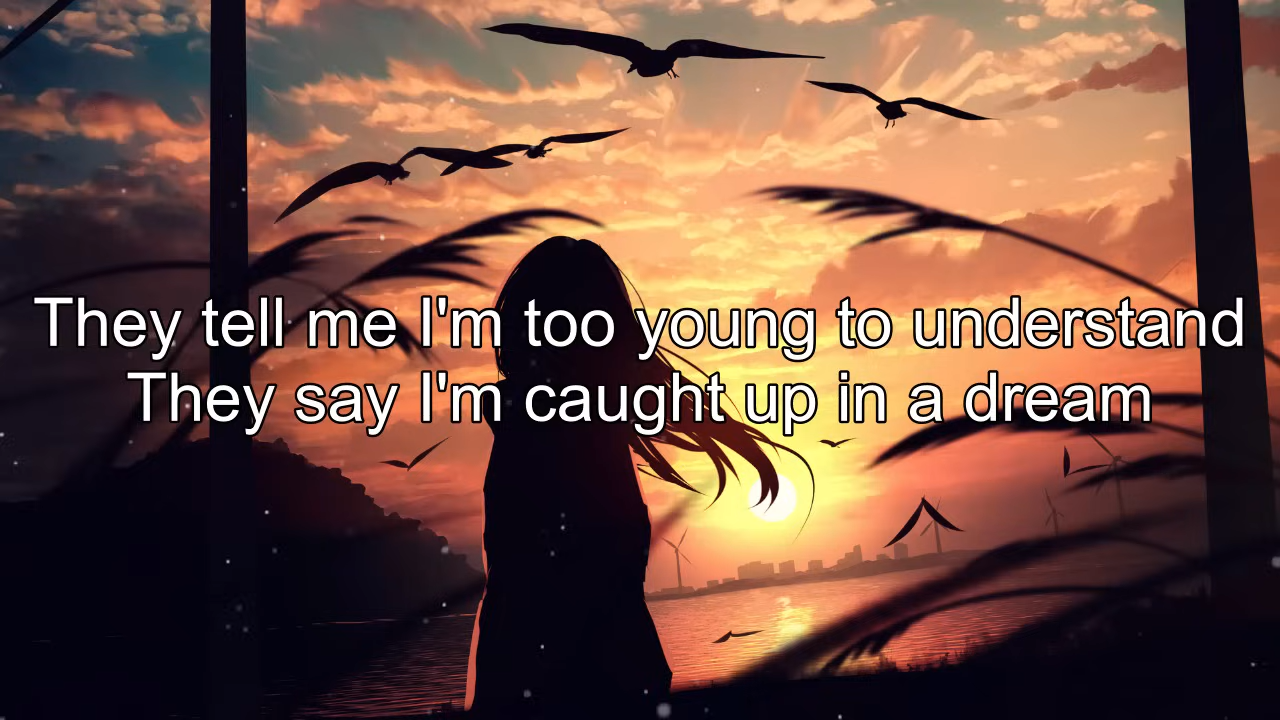 They tell me I'm too young to understand
They say I'm caught up in a dream